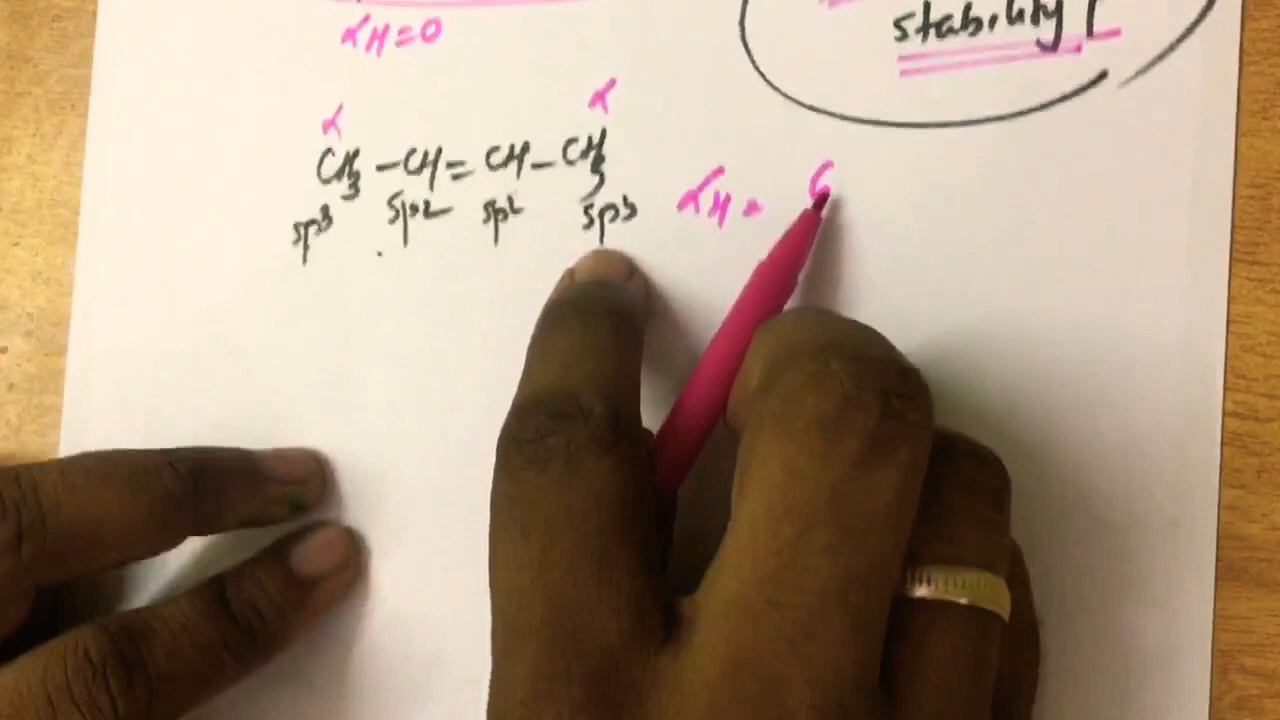 αH=0
stability↑
α α
CH3-CH=CH-CH3
sp3 sp2 sp2 sp3
αH= 6